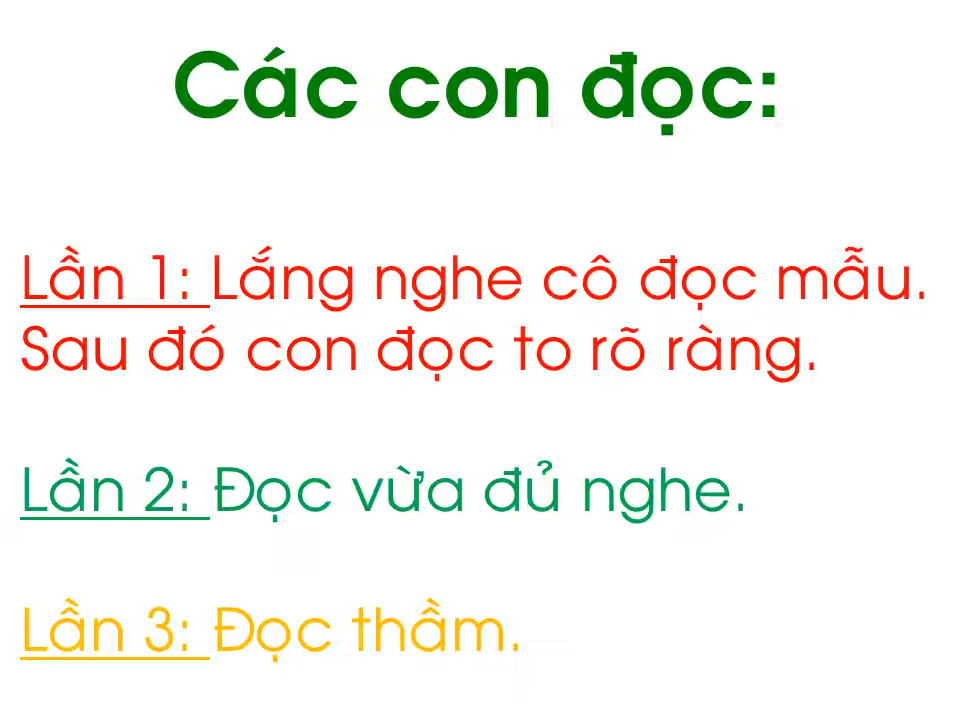 Các con đọc:
Lần 1: Lắng nghe cô đọc mẫu.
Sau đó con đọc to rõ ràng.
Lần 2: Đọc vừa đủ nghe.
Lần 3: Đọc thầm.